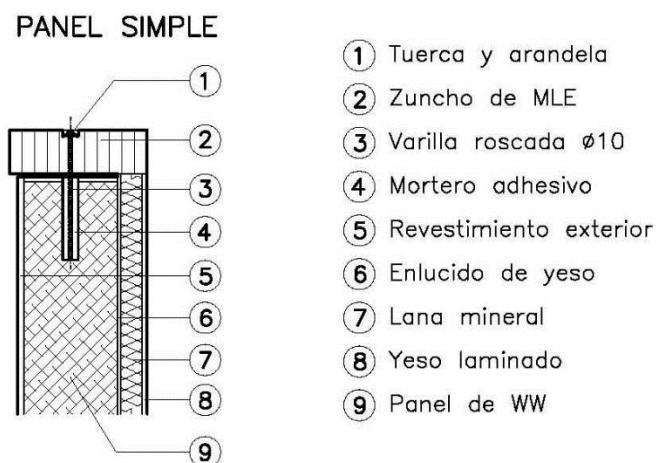 PANEL SIMPLE
1
2
3
4
5
6
7
8
9
1 Tuerca y arandela
2 Zuncho de MLE
3 Varilla roscada ø10
4 Mortero adhesivo
5 Revestimiento exterior
6 Enlucido de yeso
7 Lana mineral
8 Yeso laminado
9 Panel de WW